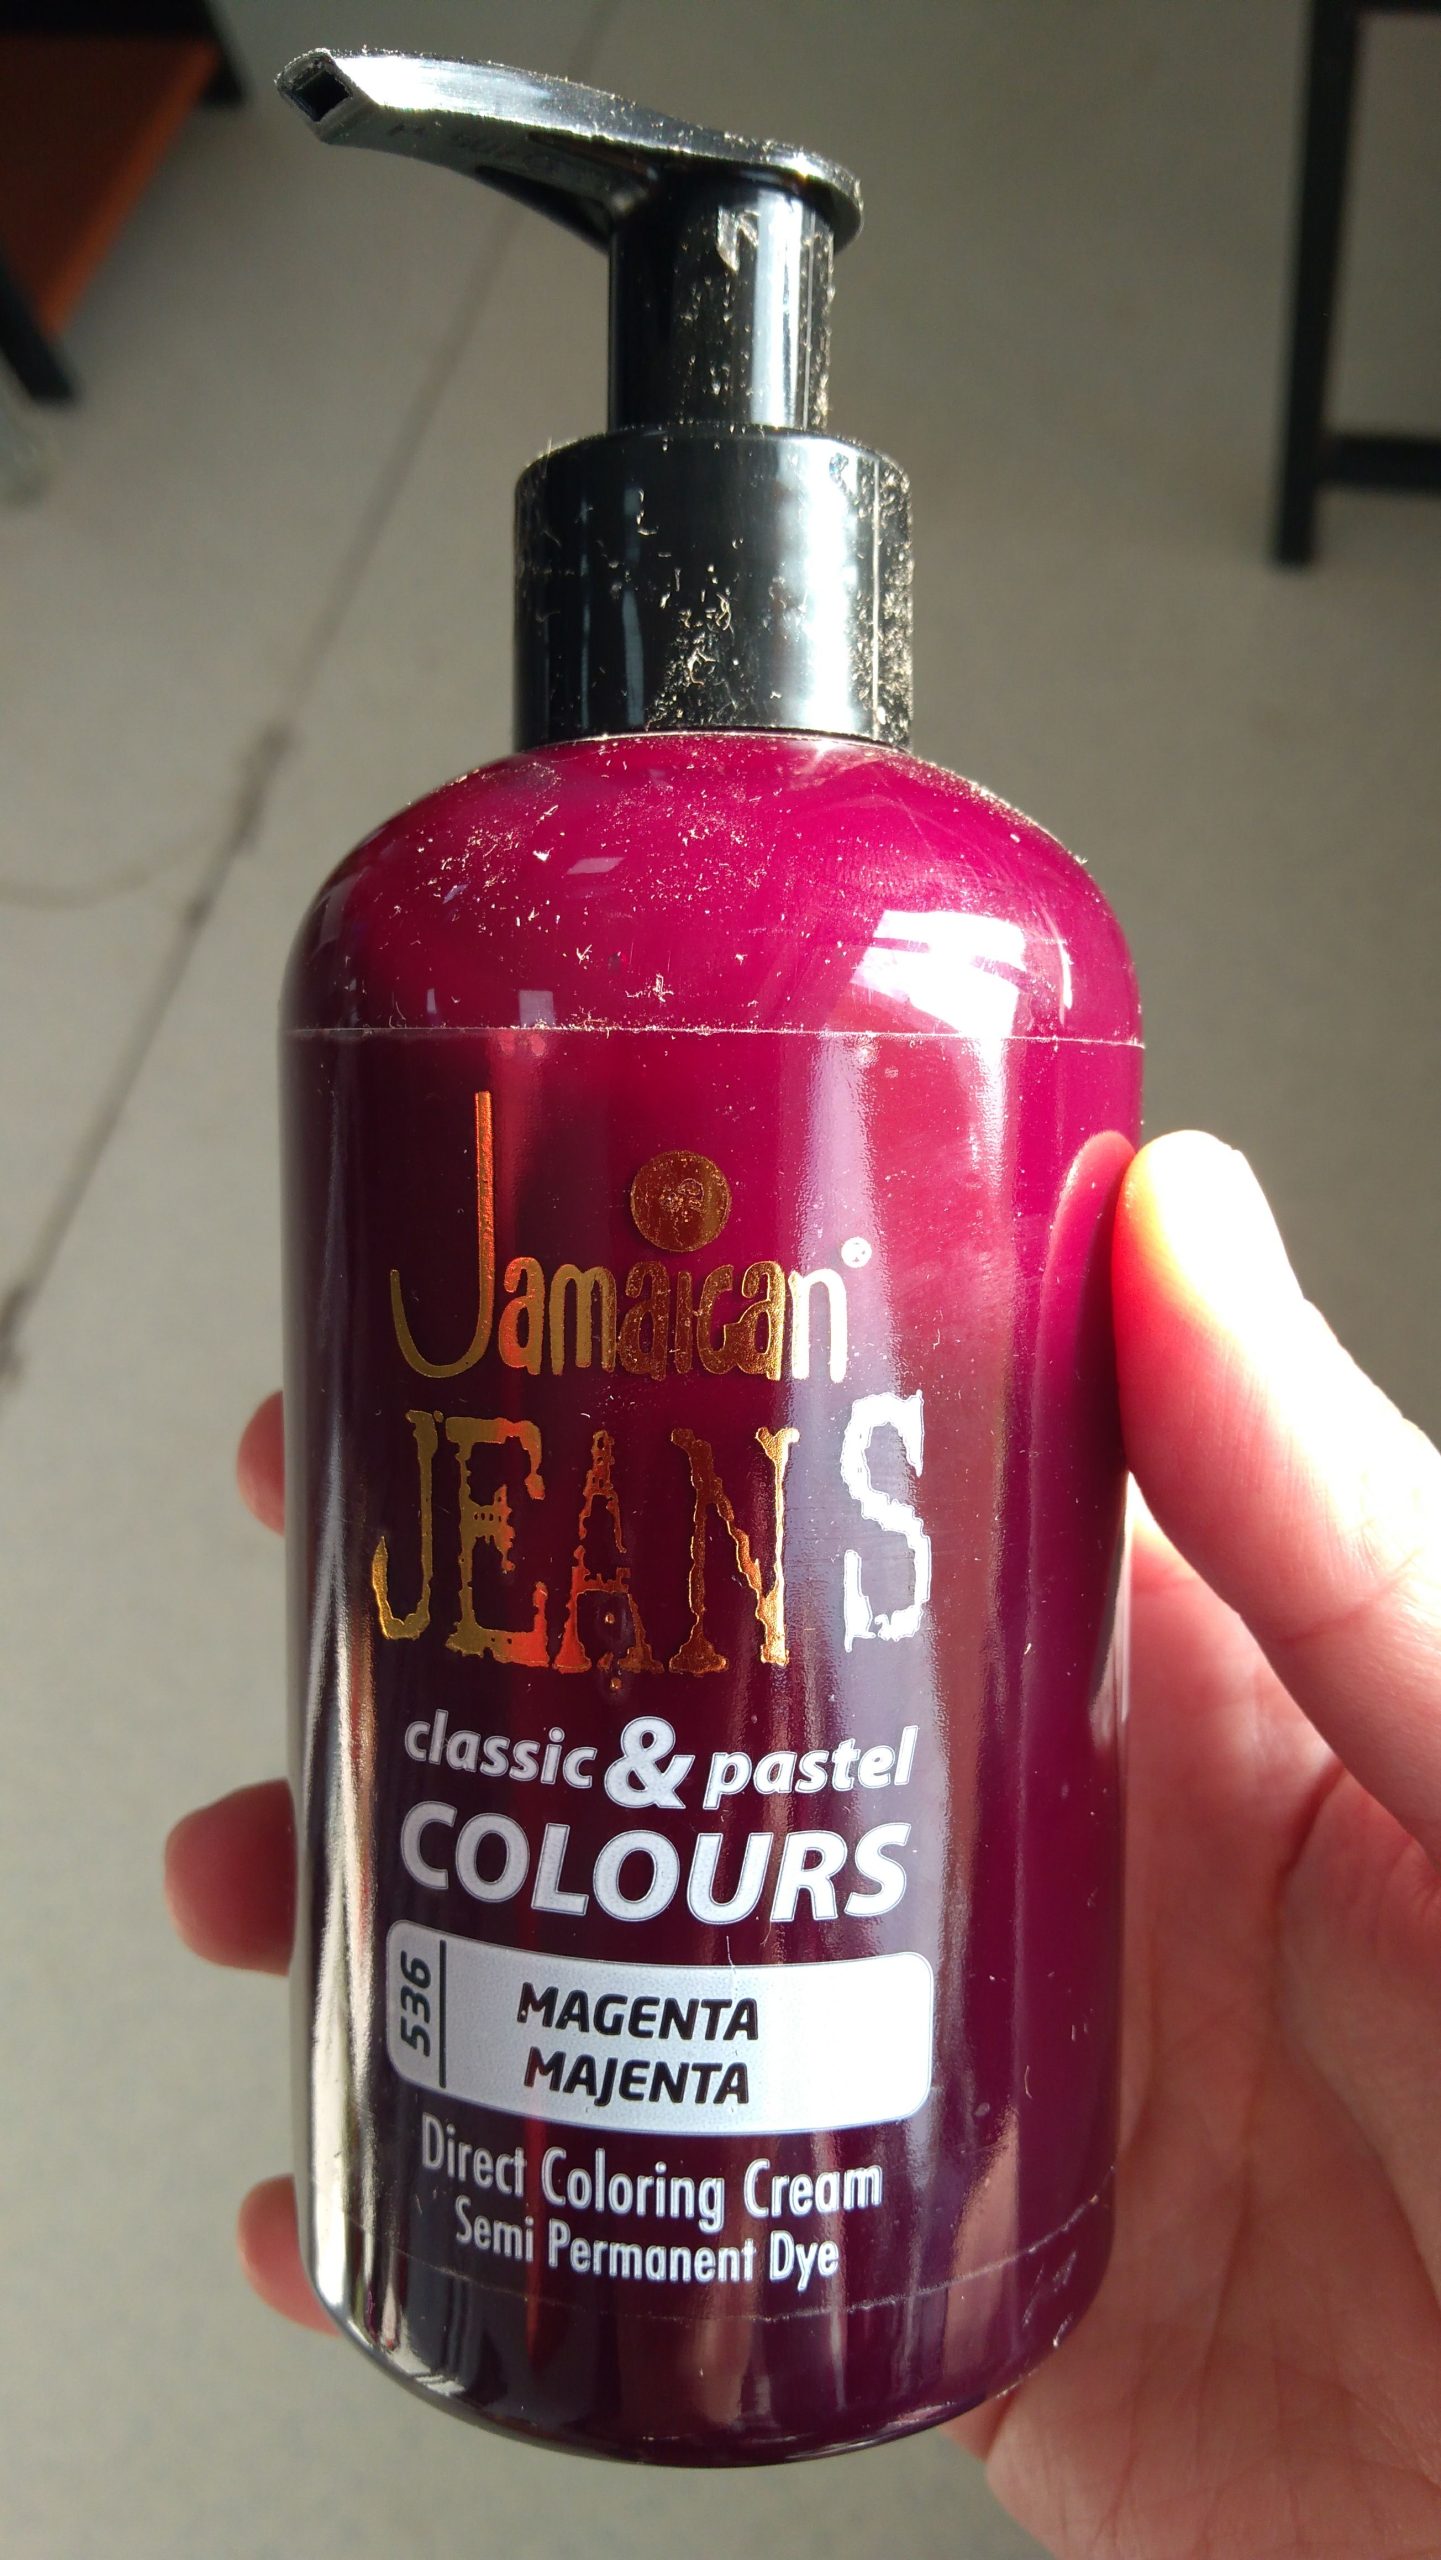 Jamaican®
JEANS
classic & pastel
COLOURS
536
MAGENTA
MAJENTA
Direct Coloring Cream
Semi Permanent Dye